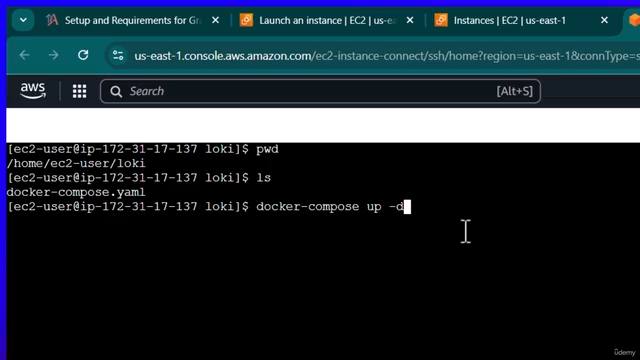 Setup and Requirements for Gr
Launch an instance | EC2 | us-eas
Instances | EC2 | us-east-1
us-east-1.console.aws.amazon.com/ec2-instance-connect/ssh/home?region=us-east-1&connType=s
aws
Search
[Alt+S]
[ec2-user@ip-172-31-17-137 loki]$ pwd
/home/ec2-user/loki
[ec2-user@ip-172-31-17-137 loki]$ ls
docker-compose.yaml
[ec2-user@ip-172-31-17-137 loki]$ docker-compose up -d
ûdemy